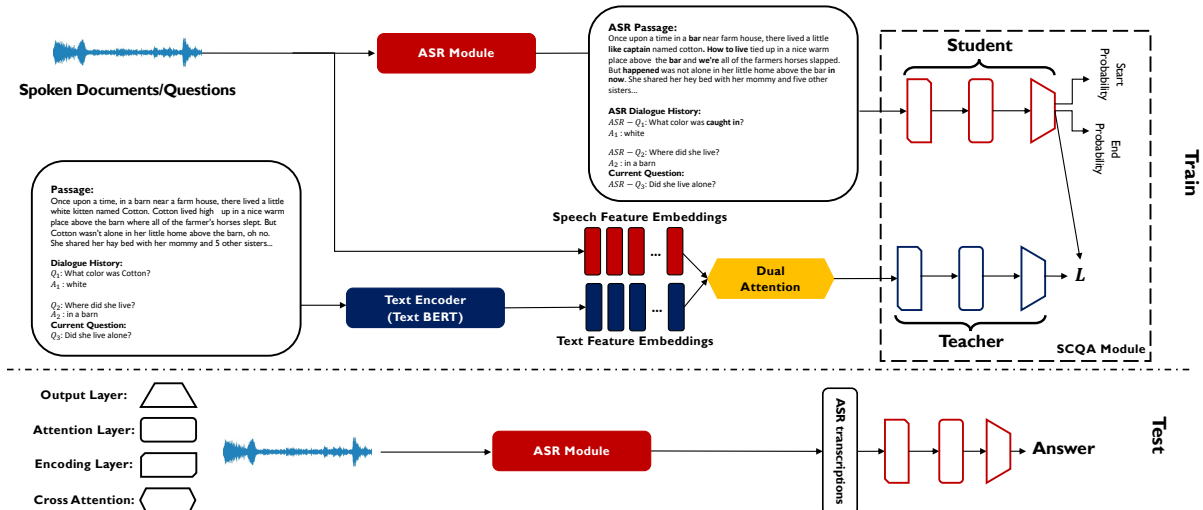 Spoken Documents/Questions
ASR Module
ASR Passage:
Once upon a time in a bar near farm house, there lived a little
like captain named cotton. How to live tied up in a nice warm
place above the bar and we're all of the farmers horses slapped.
But happened was not alone in her little home above the bar in
now. She shared her hey bed with her mommy and five other
sisters...
ASR Dialogue History:
ASR − Q₁: What color was caught in?
A₁ : white
ASR − Q₂: Where did she live?
A₂ : in a barn
Current Question:
ASR − Q₃: Did she live alone?
Student
Start
Probability
End
Probability
Train
Passage:
Once upon a time, in a barn near a farm house, there lived a little
white kitten named Cotton. Cotton lived high up in a nice warm
place above the barn where all of the farmer's horses slept. But
Cotton wasn't alone in her little home above the barn, oh no.
She shared her hay bed with her mommy and 5 other sisters...
Dialogue History:
Q₁: What color was Cotton?
A₁ : white
Q₂: Where did she live?
A₂ : in a barn
Current Question:
Q₃: Did she live alone?
Text Encoder
(Text BERT)
Speech Feature Embeddings
...
...
Text Feature Embeddings
Dual
Attention
L
Teacher
SCQA Module
Output Layer:
Attention Layer:
Encoding Layer:
Cross Attention:
ASR Module
ASR transcriptions
Answer
Test